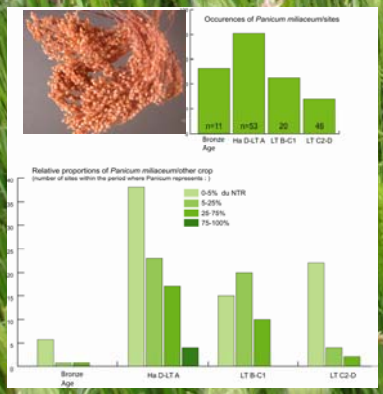 Occurences of Panicum miliaceum/sites
n=11 n=53 20 46
Bronze Age Ha D-LT A LT B-C1 LT C2-D
Relative proportions of Panicum miliaceum/other crop
(number of sites within the period where Panicum represents : )
0-5% du NTR
5-25%
25-75%
75-100%
40
35
30
25
20
15
10
5
0
Bronze Age Ha D-LT A LT B-C1 LT C2-D